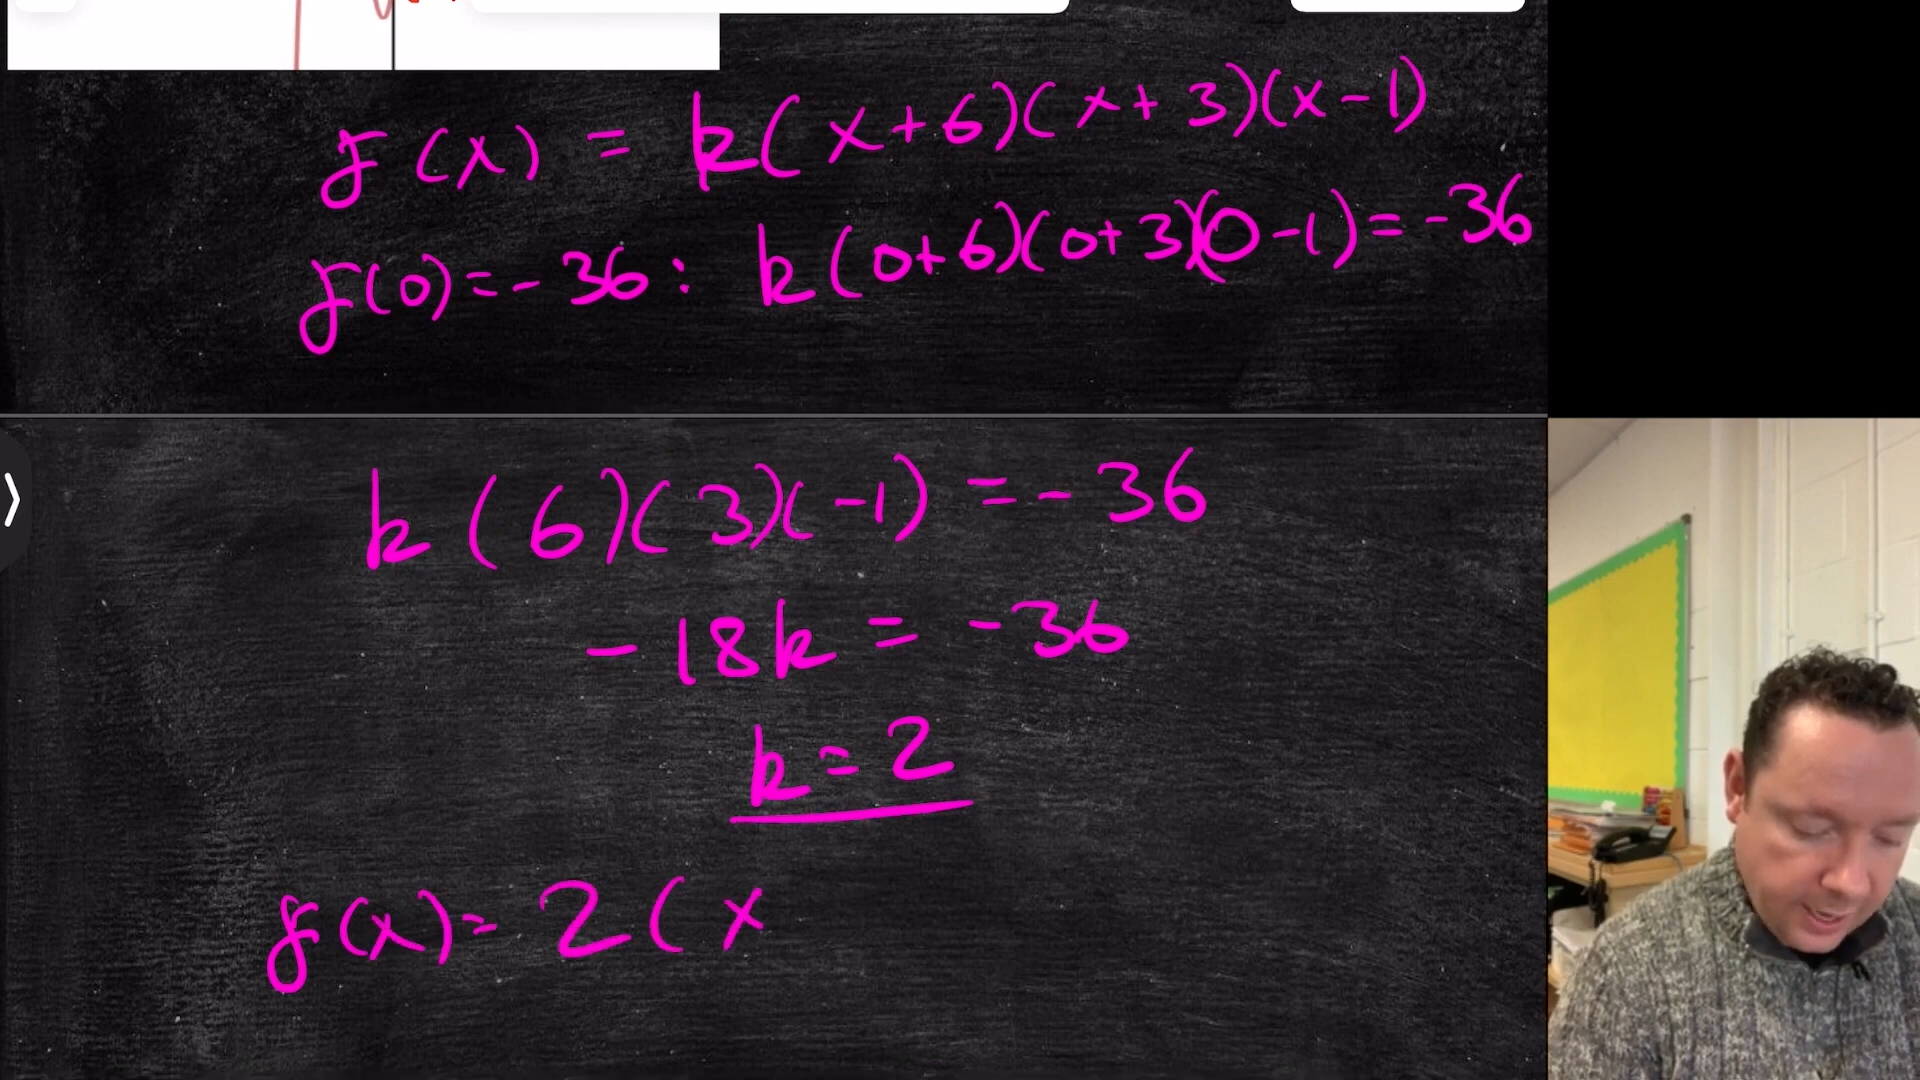 f(x) = k(x+6)(x+3)(x-1)
f(0)=-36: k(0+6)(0+3)(0-1)=-36
k(6)(3)(-1)=-36
-18k = -36
k=2
f(x)= 2(x